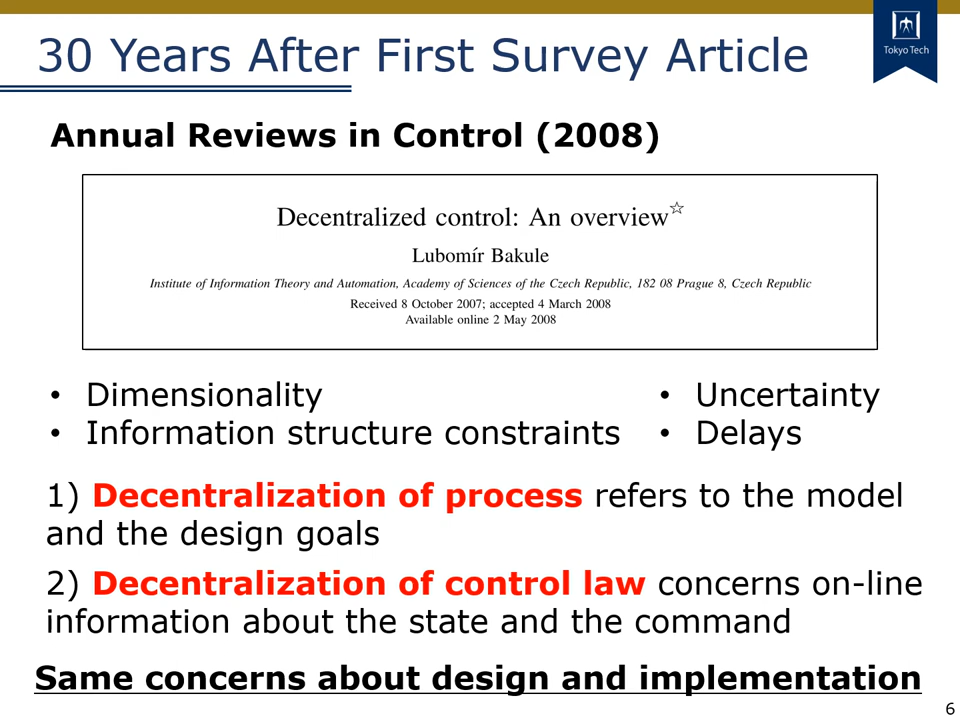 30 Years After First Survey Article
Tokyo Tech
Annual Reviews in Control (2008)
Decentralized control: An overview☆
Lubomír Bakule
Institute of Information Theory and Automation, Academy of Sciences of the Czech Republic, 182 08 Prague 8, Czech Republic
Received 8 October 2007; accepted 4 March 2008
Available online 2 May 2008
• Dimensionality
• Information structure constraints
• Uncertainty
• Delays
1) Decentralization of process refers to the model
and the design goals
2) Decentralization of control law concerns on-line
information about the state and the command
Same concerns about design and implementation
6